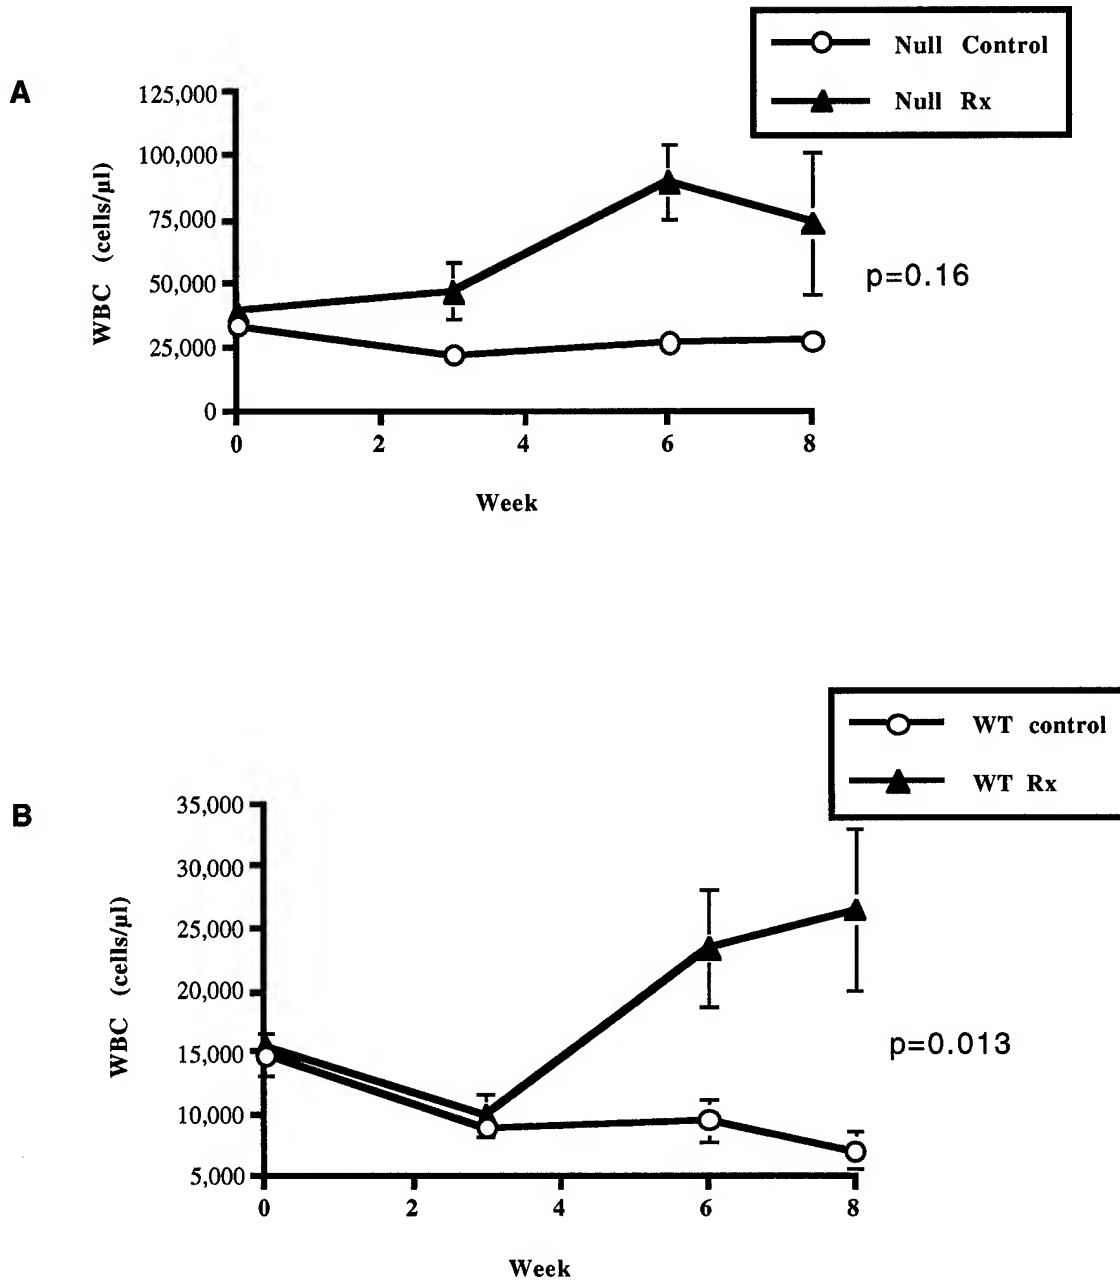 Null Control
Null Rx
A
125,000
100,000
75,000
50,000
25,000
0
WBC (cells/µl)
p=0.16
0 2 4 6 8
Week
WT control
WT Rx
B
35,000
30,000
25,000
20,000
15,000
10,000
5,000
WBC (cells/µl)
p=0.013
0 2 4 6 8
Week